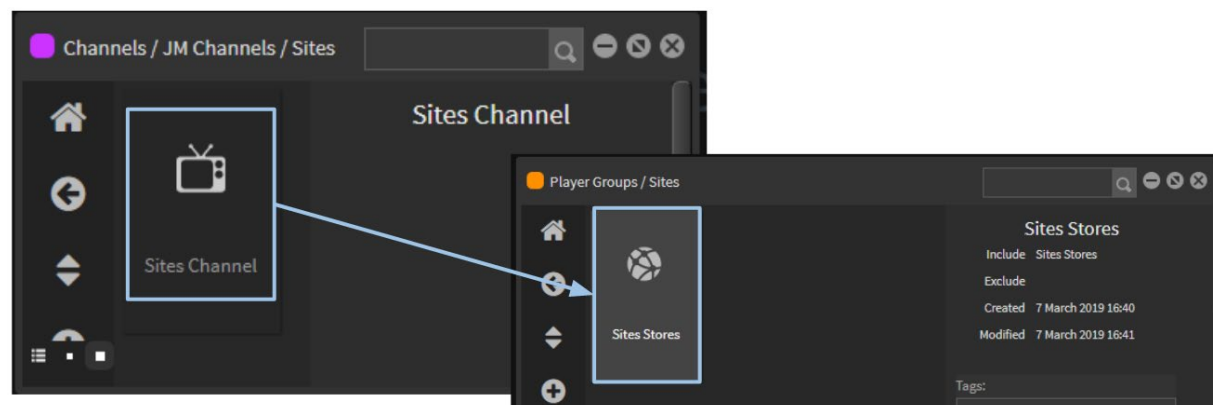 Channels / JM Channels / Sites
Sites Channel
Sites Channel
Player Groups / Sites
Sites Stores
Sites Stores
Include Sites Stores
Exclude
Created 7 March 2019 16:40
Modified 7 March 2019 16:41
Tags: